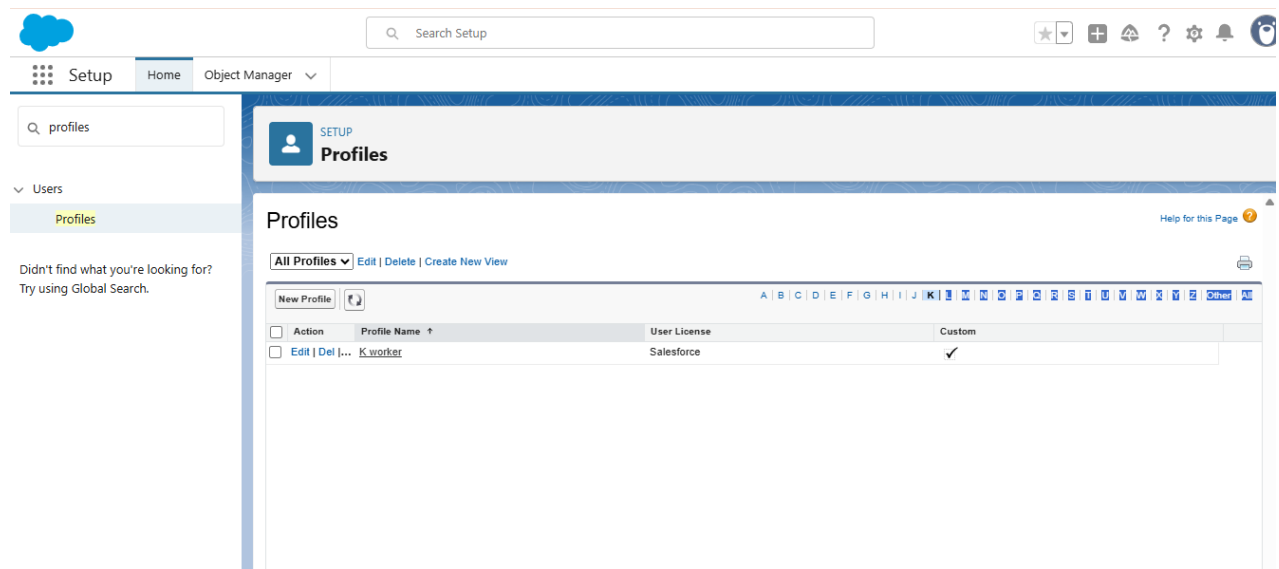 Search Setup
Setup Home Object Manager
profiles
SETUP
Profiles
Users
Profiles
Didn't find what you're looking for?
Try using Global Search.
Profiles
Help for this Page ?
All Profiles Edit | Delete | Create New View
New Profile
A | B | C | D | E | F | G | H | I | J | K | L | M | N | O | P | Q | R | S | T | U | V | W | X | Y | Z | Other | All
Action Profile Name ↑ User License Custom
Edit | Del |... K worker Salesforce ✓